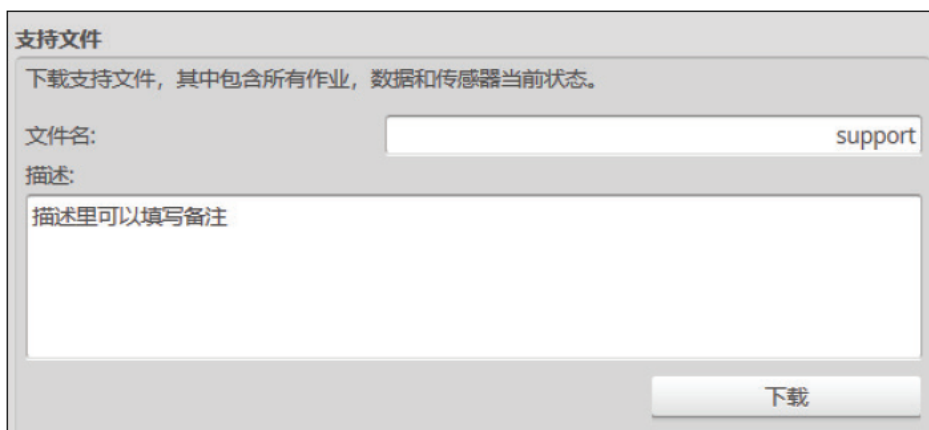 支持文件
下载支持文件，其中包含所有作业，数据和传感器当前状态。
文件名:
support
描述:
描述里可以填写备注
下载